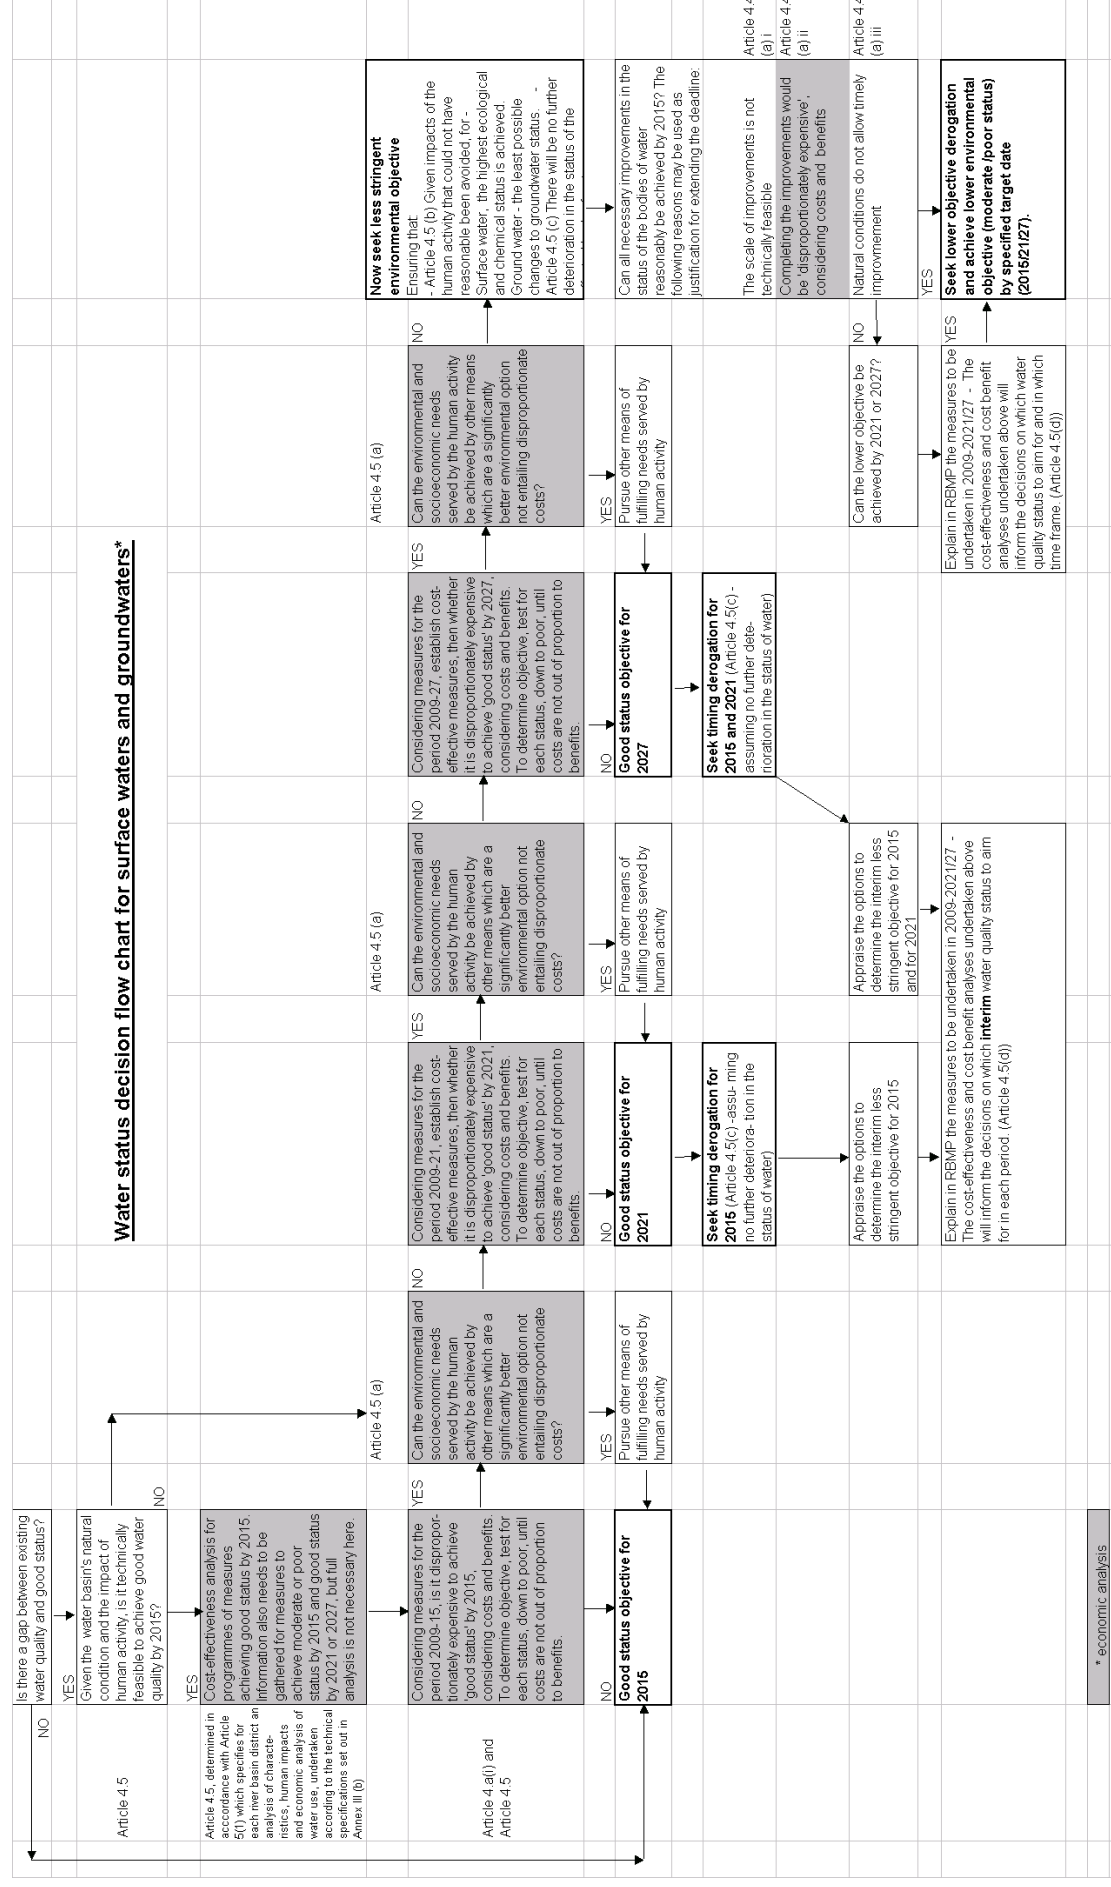 Water status decision flow chart for surface waters and groundwaters*
Is there a gap between existing
water quality and good status?
NO
YES
Article 4.5
Given the water basin's natural
condition and the impact of
human activity, is it technically
feasible to achieve good water
quality by 2015?
NO
YES
Article 4.5, determined in
acccordance with Article
5(1) which specifies for
each river basin district an
analysis of characte-
ristics, human impacts
and economic analysis of
water use, undertaken
according to the technical
specifications set out in
Annex III (b)
Cost-effectiveness analysis for
programmes of measures
achieving good status by 2015.
Information also needs to be
gathered for measures to
achieve moderate or poor
status by 2015 and good status
by 2021 or 2027, but full
analysis is not necessary here.
Article 4.a(i) and
Article 4.5
Considering measures for the
period 2009-15, is it dispropor-
tionately expensive to achieve
'good status' by 2015,
considering costs and benefits.
To determine objective, test for
each status, down to poor, until
costs are not out of proportion
to benefits.
YES
NO
Good status objective for
2015
Article 4.5 (a)
Can the environmental and
socioeconomic needs
served by the human
activity be achieved by
other means which are a
significantly better
environmental option not
entailing disproportionate
costs?
NO
YES
Pursue other means of
fulfilling needs served by
human activity
Considering measures for the
period 2009-21, establish cost-
effective measures, then whether
it is disproportionately expensive
to achieve 'good status' by 2021,
considering costs and benefits.
To determine objective, test for
each status, down to poor, until
costs are not out of proportion to
benefits.
YES
NO
Good status objective for
2021
Seek timing derogation for
2015 (Article 4.5(c) -assu- ming
no further deteriora- tion in the
status of water)
Appraise the options to
determine the interim less
stringent objective for 2015
Article 4.5 (a)
Can the environmental and
socioeconomic needs
served by the human
activity be achieved by
other means which are a
significantly better
environmental option not
entailing disproportionate
costs?
NO
YES
Pursue other means of
fulfilling needs served by
human activity
Considering measures for the
period 2009-27, establish cost-
effective measures, then whether
it is disproportionately expensive
to achieve 'good status' by 2027,
considering costs and benefits.
To determine objective, test for
each status, down to poor, until
costs are not out of proportion to
benefits.
YES
NO
Good status objective for
2027
Seek timing derogation for
2015 and 2021 (Article 4.5(c) -
assuming no further dete-
rioration in the status of water)
Appraise the options to
determine the interim less
stringent objective for 2015
and for 2021
Explain in RBMP the measures to be undertaken in 2009-2021/27 -
The cost-effectiveness and cost benefit analyses undertaken above
will inform the decisions on which interim water quality status to aim
for in each period. (Article 4.5(d))
Article 4.5 (a)
Can the environmental and
socioeconomic needs
served by the human activity
be achieved by other means
which are a significantly
better environmental option
not entailing disproportionate
costs?
NO
YES
Pursue other means of
fulfilling needs served by
human activity
Now seek less stringent
environmental objective
Ensuring that:
- Article 4.5 (b) Given impacts of the
human activity that could not have
reasonable been avoided, for -
Surface water, the highest ecological
and chemical status is achieved.
Ground water - the least possible
changes to groundwater status. -
Article 4.5 (c) There will be no further
deterioration in the status of the
Can all necessary improvements in the
status of the bodies of water
reasonably be achieved by 2015? The
following reasons may be used as
justification for extending the deadline:
The scale of improvements is not
technically feasible
Article 4.4
(a) i
Completing the improvements would
be 'disproportionately expensive',
considering costs and benefits
Article 4.4
(a) ii
Natural conditions do not allow timely
improvmement
Article 4.4
(a) iii
NO
YES
Can the lower objective be
achieved by 2021 or 2027?
Explain in RBMP the measures to be
undertaken in 2009-2021/27 - The
cost-effectiveness and cost benefit
analyses undertaken above will
inform the decisions on which water
quality status to aim for and in which
time frame. (Article 4.5(d))
YES
Seek lower objective derogation
and achieve lower environmental
objective (moderate /poor status)
by specified target date
(2015/21/27).
* economic analysis